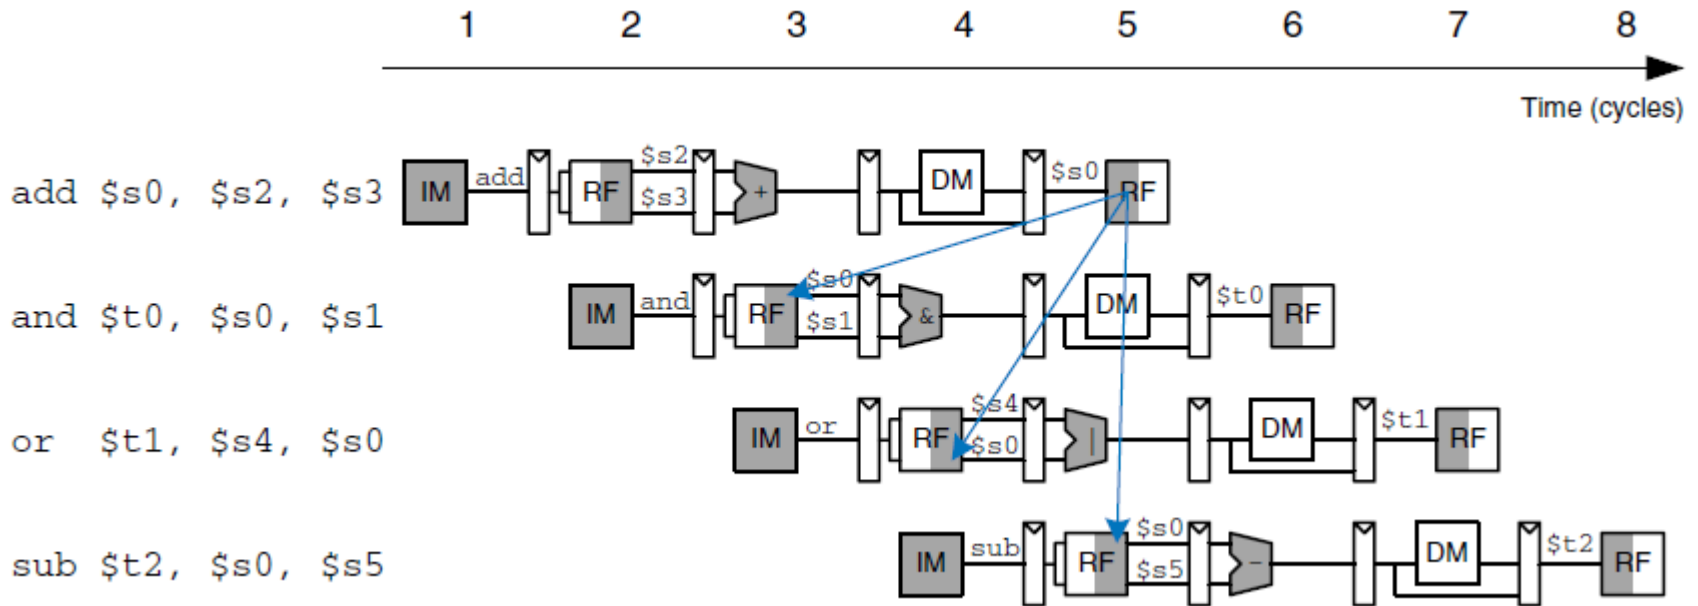 1 2 3 4 5 6 7 8
Time (cycles)
add $s0, $s2, $s3 IM add RF $s2 $s3 + DM $s0 RF
and $t0, $s0, $s1 IM and RF $s0 $s1 & DM $t0 RF
or $t1, $s4, $s0 IM or RF $s4 $s0 | DM $t1 RF
sub $t2, $s0, $s5 IM sub RF $s0 $s5 - DM $t2 RF